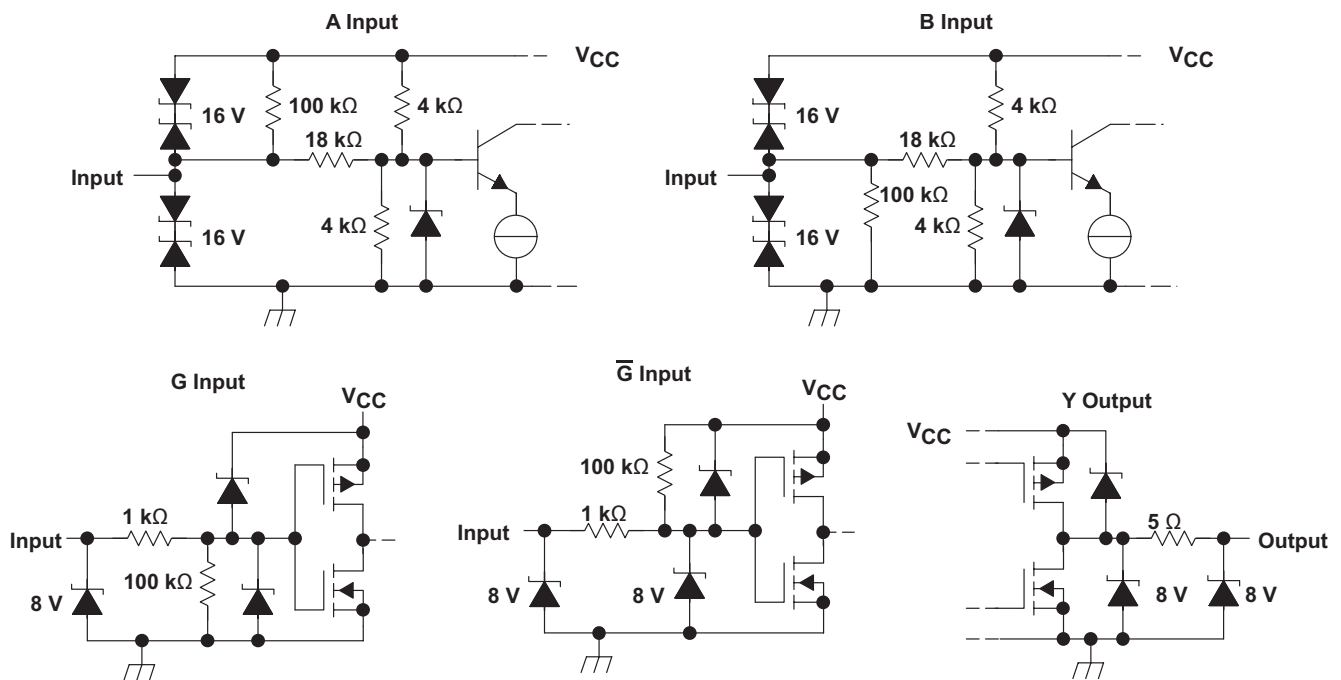 A Input
B Input
VCC
VCC
16 V
100 kΩ
4 kΩ
16 V
4 kΩ
18 kΩ
18 kΩ
Input
Input
100 kΩ
4 kΩ
4 kΩ
16 V
16 V
G Input
G̅ Input
VCC
VCC
Y Output
VCC
100 kΩ
1 kΩ
1 kΩ
5 Ω
Input
Input
Output
100 kΩ
8 V
8 V
8 V
8 V
8 V